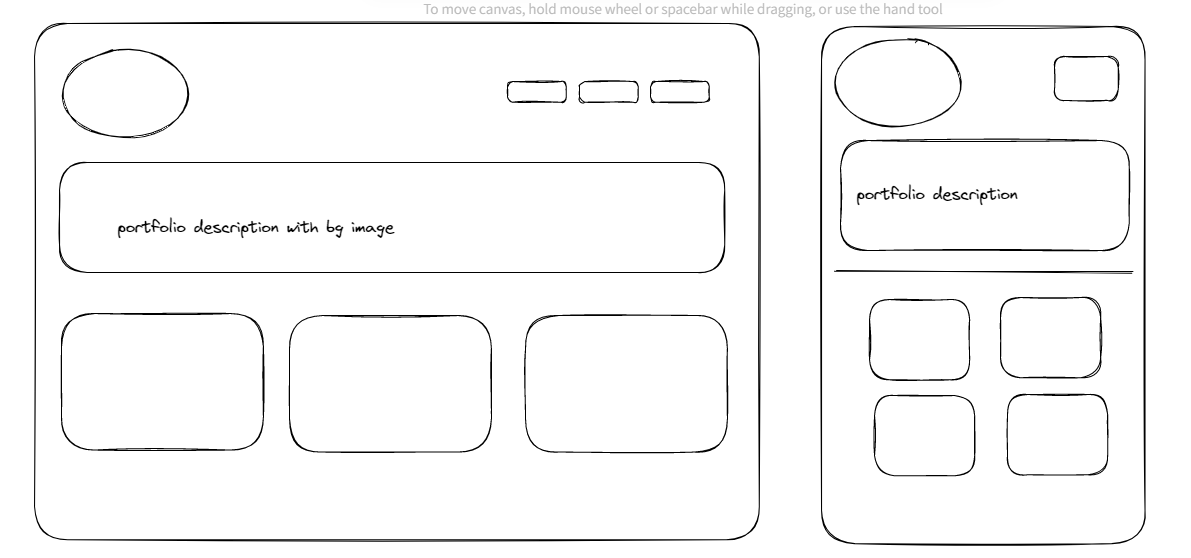 To move canvas, hold mouse wheel or spacebar while dragging, or use the hand tool
portfolio description with bg image
portfolio description